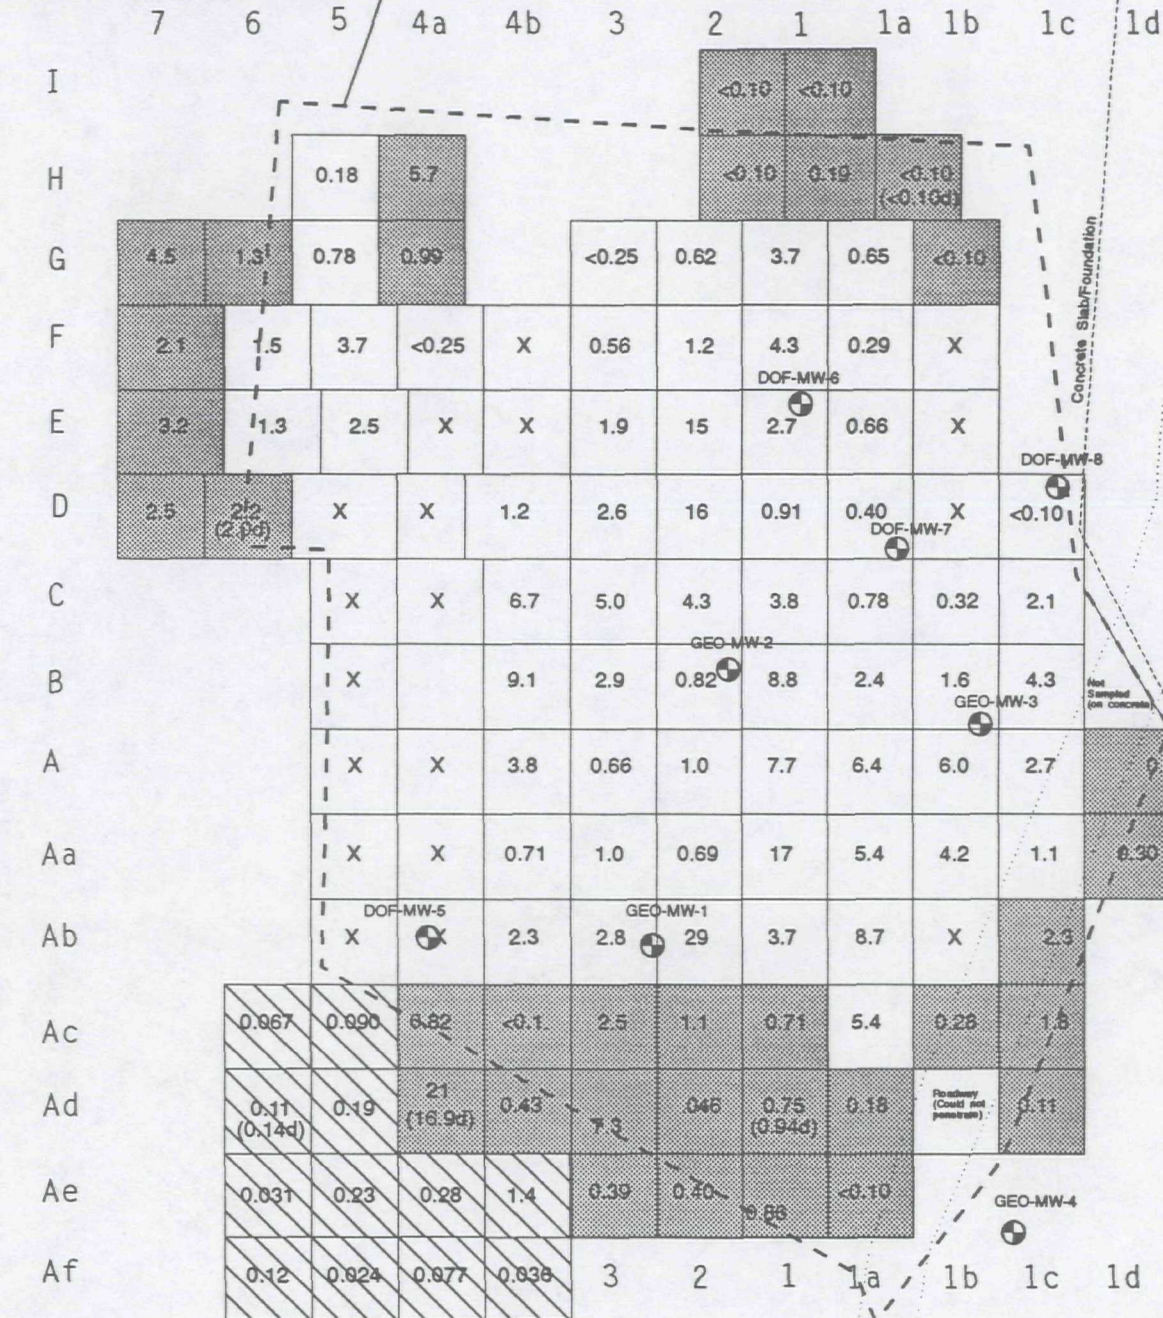 7 6 5 4a 4b 3 2 1 1a 1b 1c 1d
I <0.10 <0.10
H 0.18 5.7 <0.10 0.19 <0.10
(<0.10d)
G 4.5 1.3 0.78 0.99 <0.25 0.62 3.7 0.65 <0.10
Concrete Slab/Foundation
F 2.1 1.5 3.7 <0.25 X 0.56 1.2 4.3 0.29 X
DOF-MW-6
E 3.2 1.3 2.5 X X 1.9 15 2.7 0.66 X
DOF-MW-8
D 2.5 2.2 X X 1.2 2.6 16 0.91 0.40 X <0.10
(2.0d)
DOF-MW-7
C X X 6.7 5.0 4.3 3.8 0.78 0.32 2.1
GEO-MW-2
B X 9.1 2.9 0.82 8.8 2.4 1.6 4.3
Not
Sampled
(on concrete)
GEO-MW-3
A X X 3.8 0.66 1.0 7.7 6.4 6.0 2.7 0
Aa X X 0.71 1.0 0.69 17 5.4 4.2 1.1 0.30
DOF-MW-5 GEO-MW-1
Ab X X 2.3 2.8 29 3.7 8.7 X 2.3
Ac 0.067 0.090 0.82 <0.1 2.5 1.1 0.71 5.4 0.28
Ad 0.11 0.19 21 0.43 7.3 0.75 0.18 0.11
(0.14d) (16.9d) (0.94d)
Roadway
(Could not
penetrate)
Ae 0.031 0.23 0.28 1.4 0.39 0.40 0.86 <0.10
GEO-MW-4
Af 0.12 0.024 0.077 0.036 3 2 1 1a 1b 1c 1d